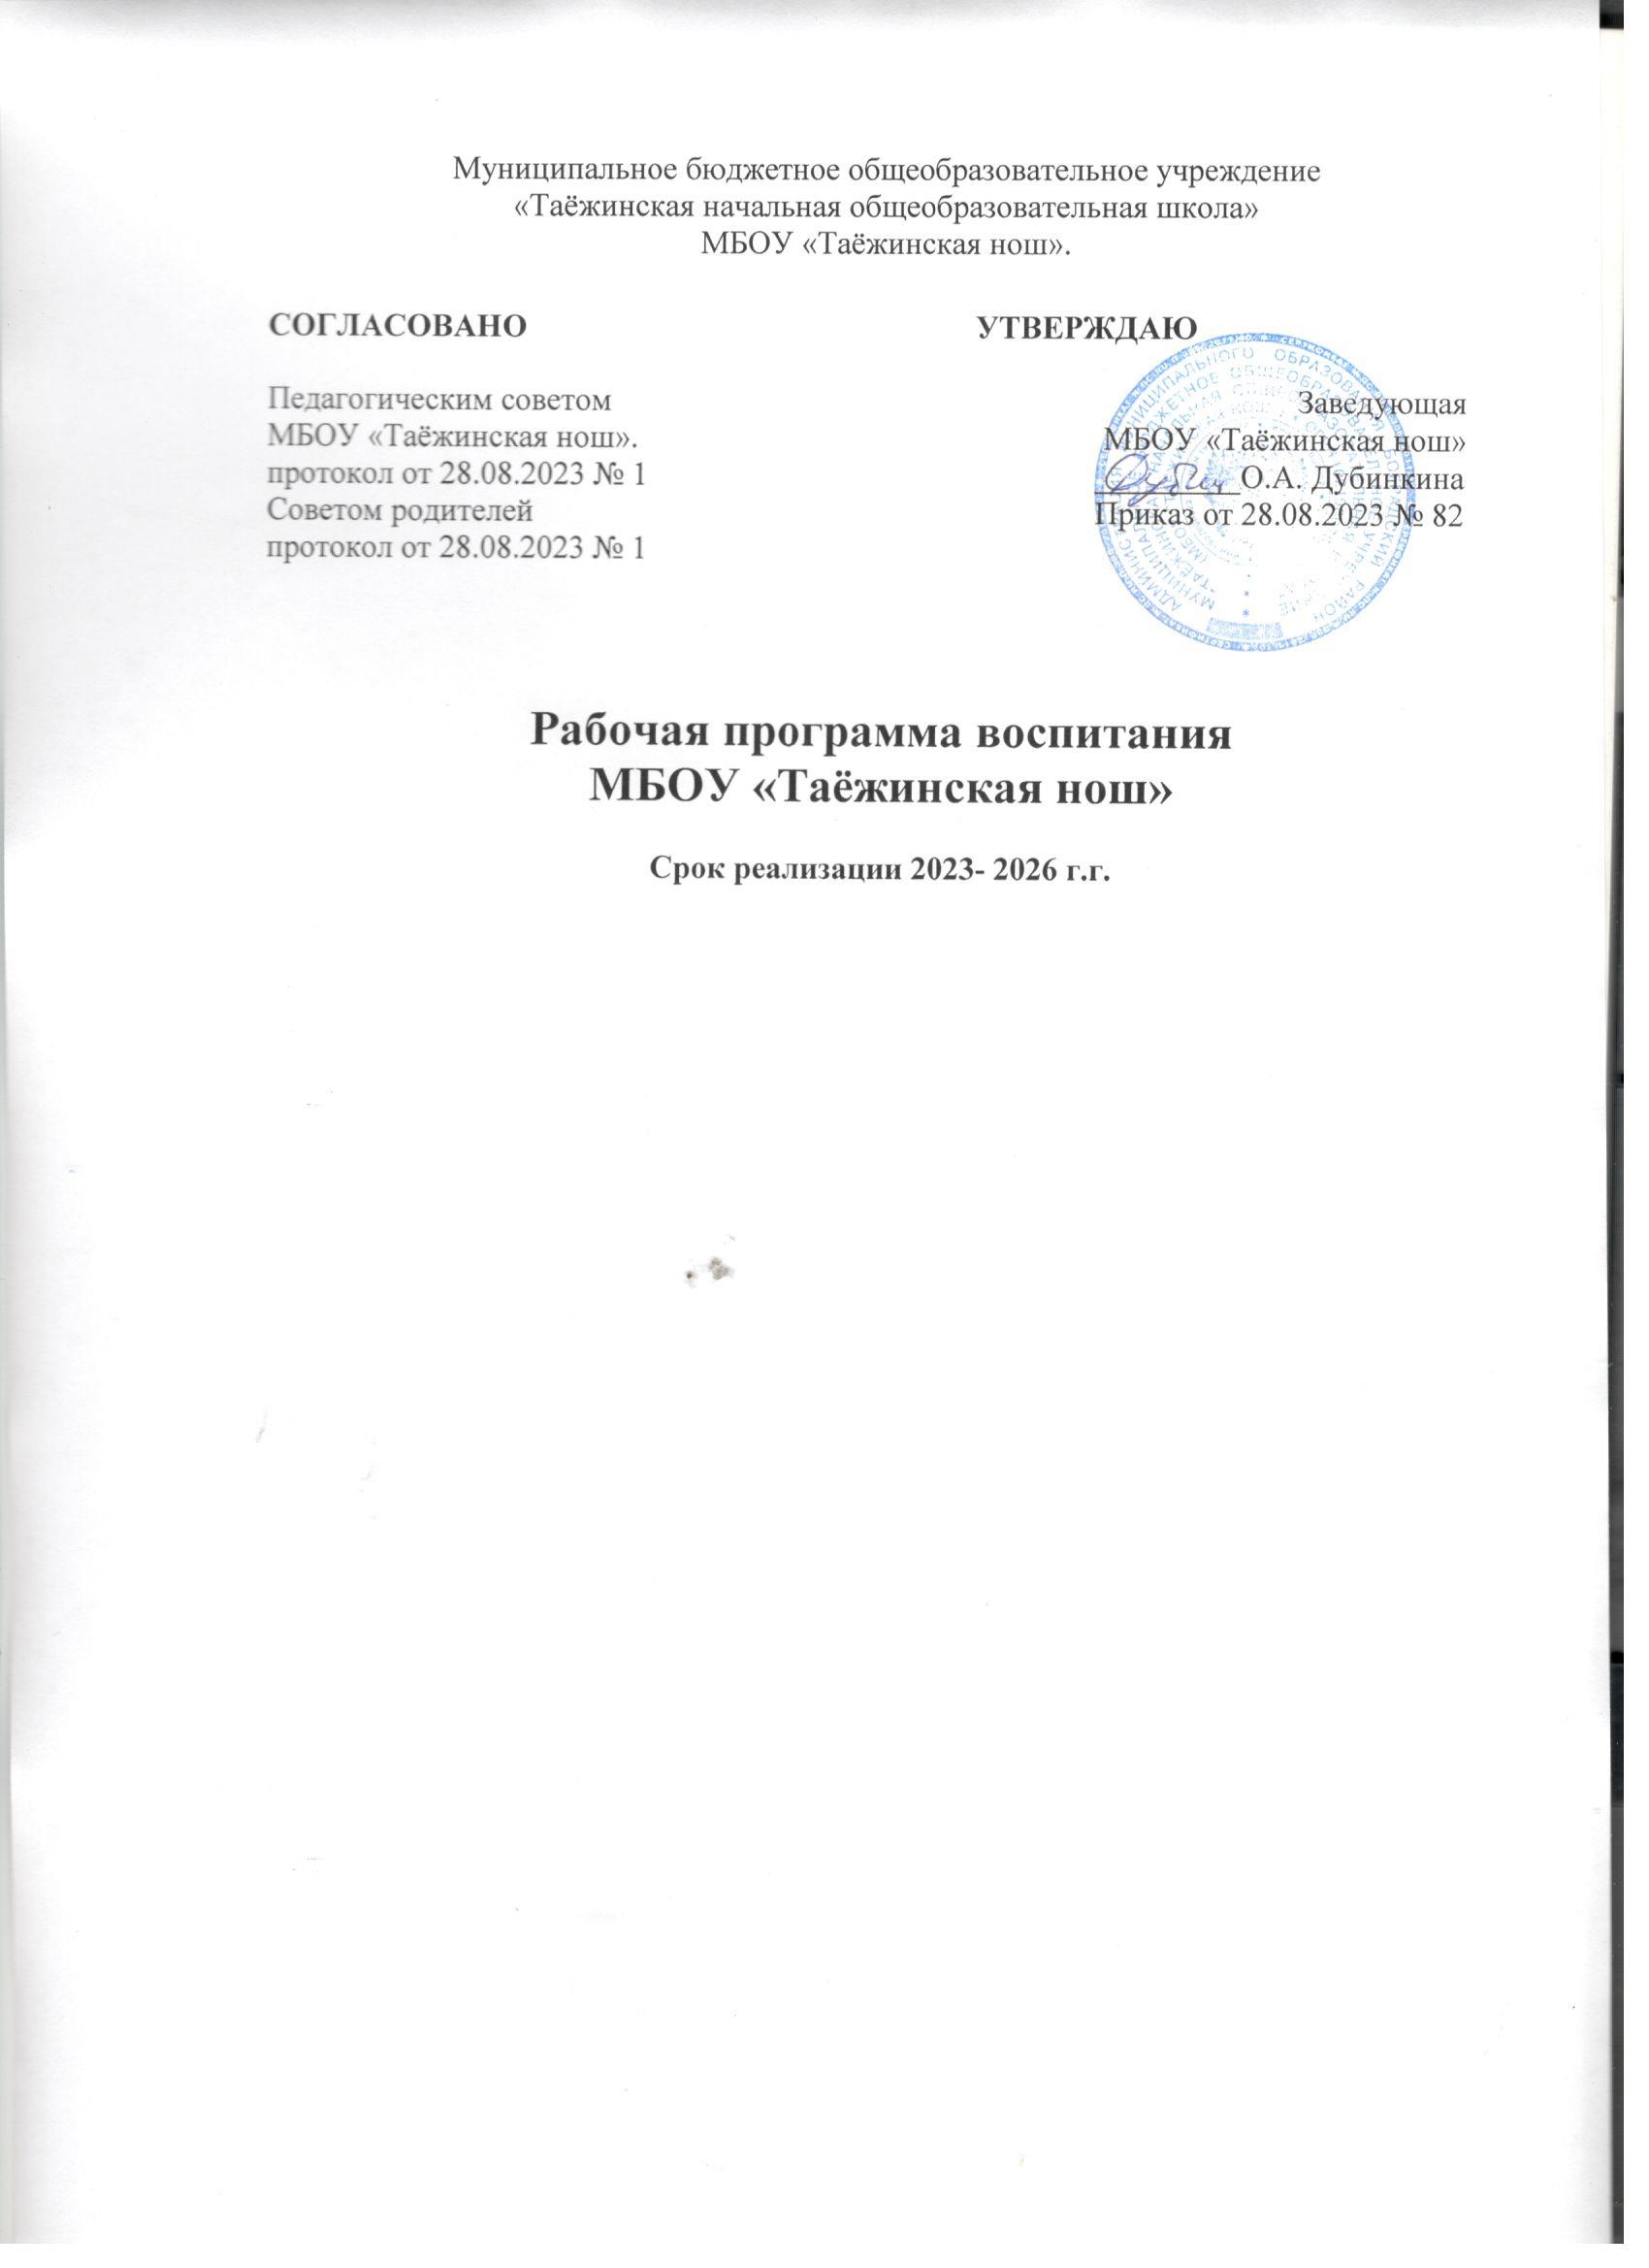 Муниципальное бюджетное общеобразовательное учреждение
«Таёжинская начальная общеобразовательная школа»
МБОУ «Таёжинская нош».
СОГЛАСОВАНО
Педагогическим советом
МБОУ «Таёжинская нош».
протокол от 28.08.2023 № 1
Советом родителей
протокол от 28.08.2023 № 1
УТВЕРЖДАЮ
Заведующая
МБОУ «Таёжинская нош»
О.А. Дубинкина
Приказ от 28.08.2023 № 82
Рабочая программа воспитания
МБОУ «Таёжинская нош»
Срок реализации 2023- 2026 г.г.